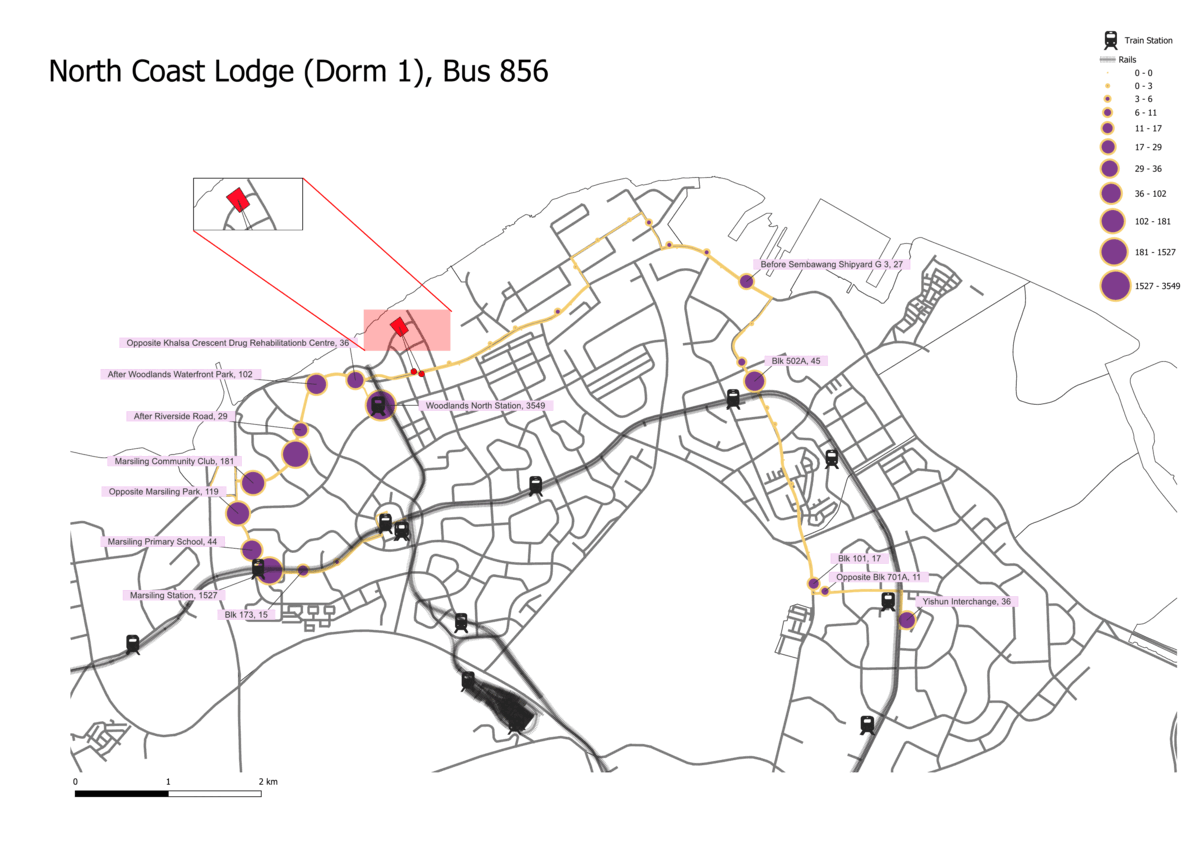 North Coast Lodge (Dorm 1), Bus 856
Train Station
Rails
0 - 0
0 - 3
3 - 6
6 - 11
11 - 17
17 - 29
29 - 36
36 - 102
102 - 181
181 - 1527
1527 - 3549
Before Sembawang Shipyard G 3, 27
Opposite Khalsa Crescent Drug Rehabilitationb Centre, 36
Blk 502A, 45
After Woodlands Waterfront Park, 102
Woodlands North Station, 3549
After Riverside Road, 29
Marsiling Community Club, 181
Opposite Marsiling Park, 119
Marsiling Primary School, 44
Blk 101, 17
Opposite Blk 701A, 11
Marsiling Station, 1527
Yishun Interchange, 36
Blk 173, 15
0 1 2 km